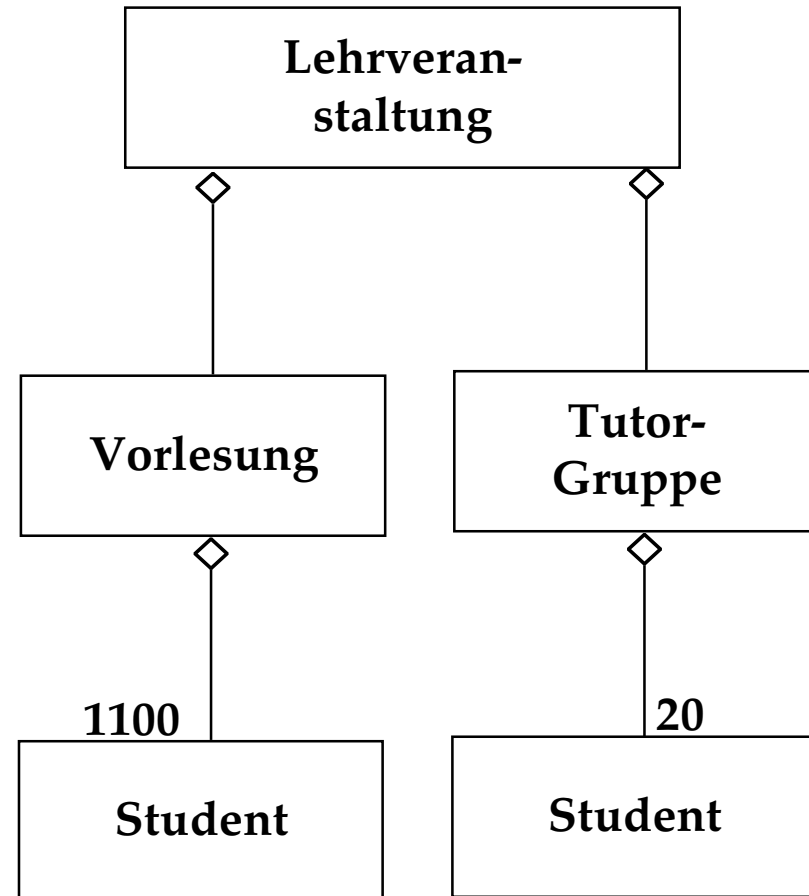 Lehrveran-
staltung
Vorlesung
Tutor-
Gruppe
1100
20
Student
Student